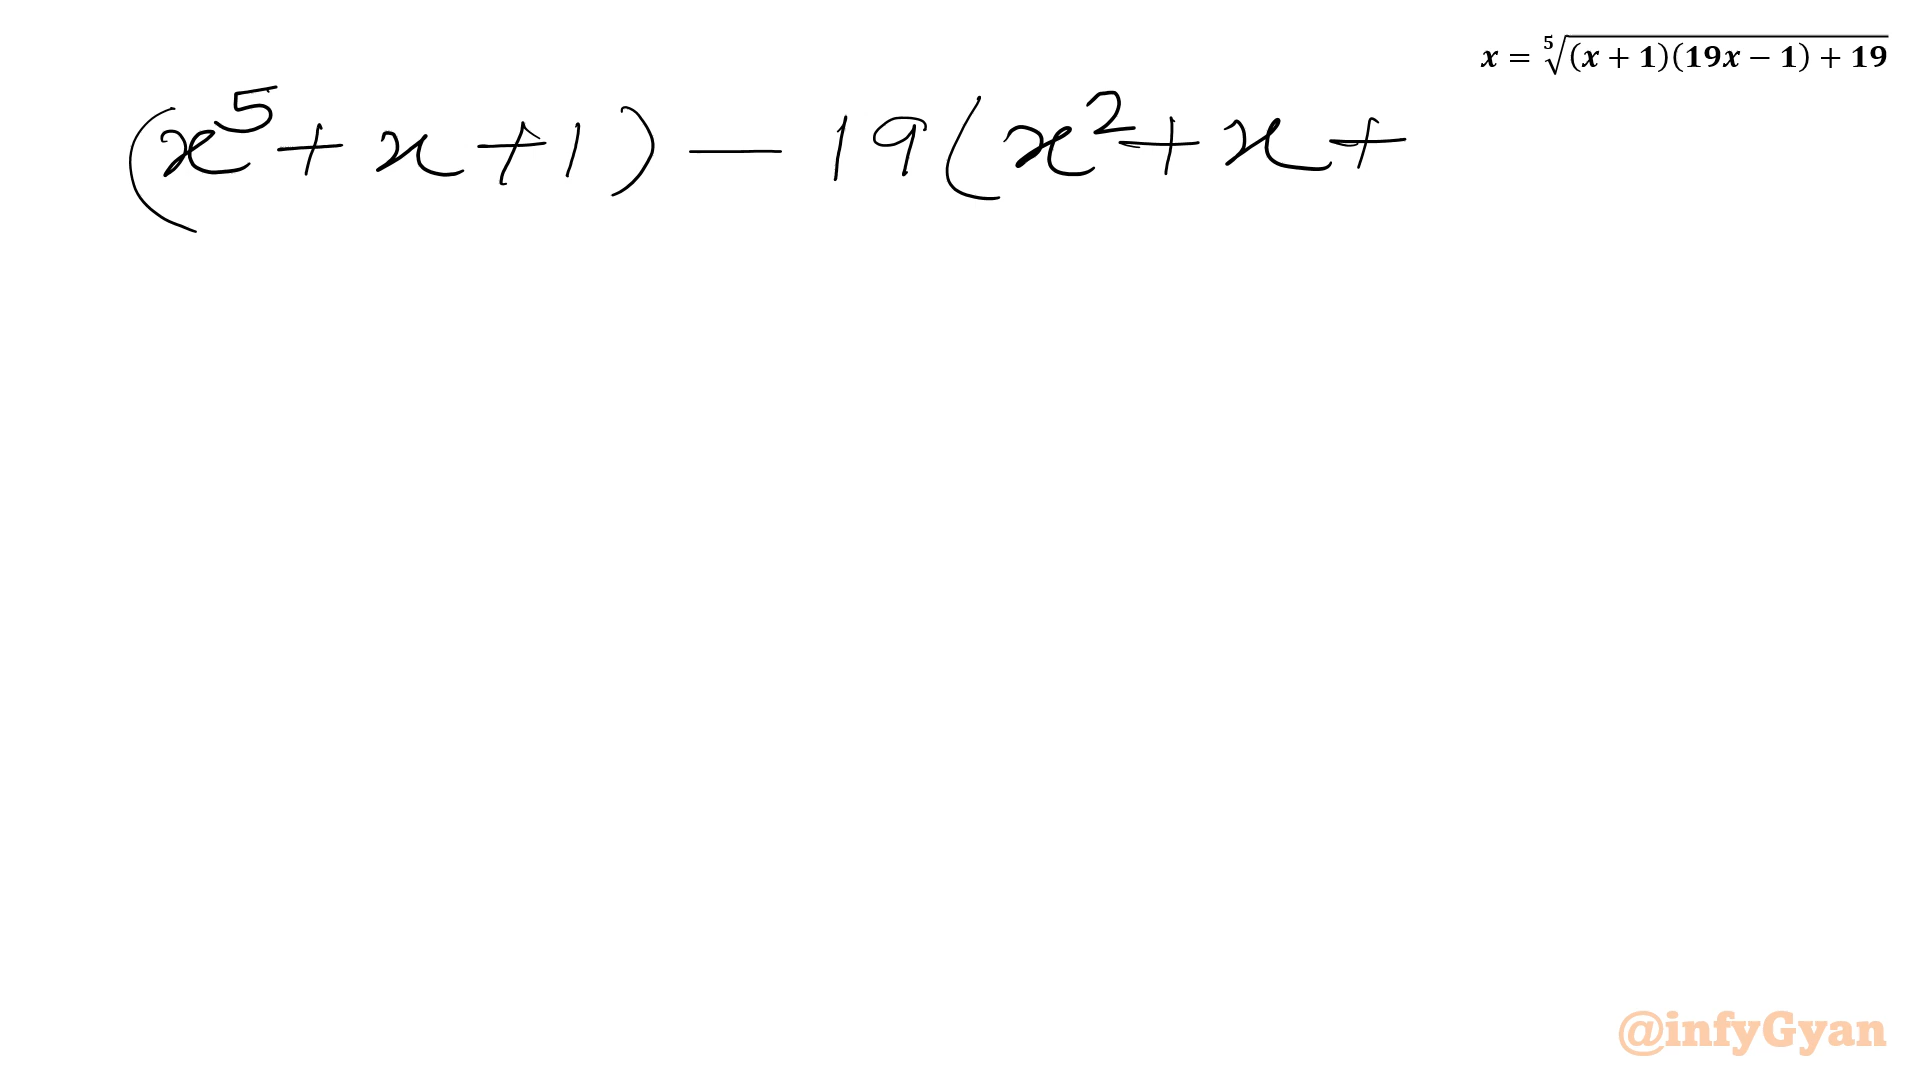 x = ⁵√(x + 1)(19x − 1) + 19
(x⁵ + x + 1) — 19(x² + x +
@infyGyan